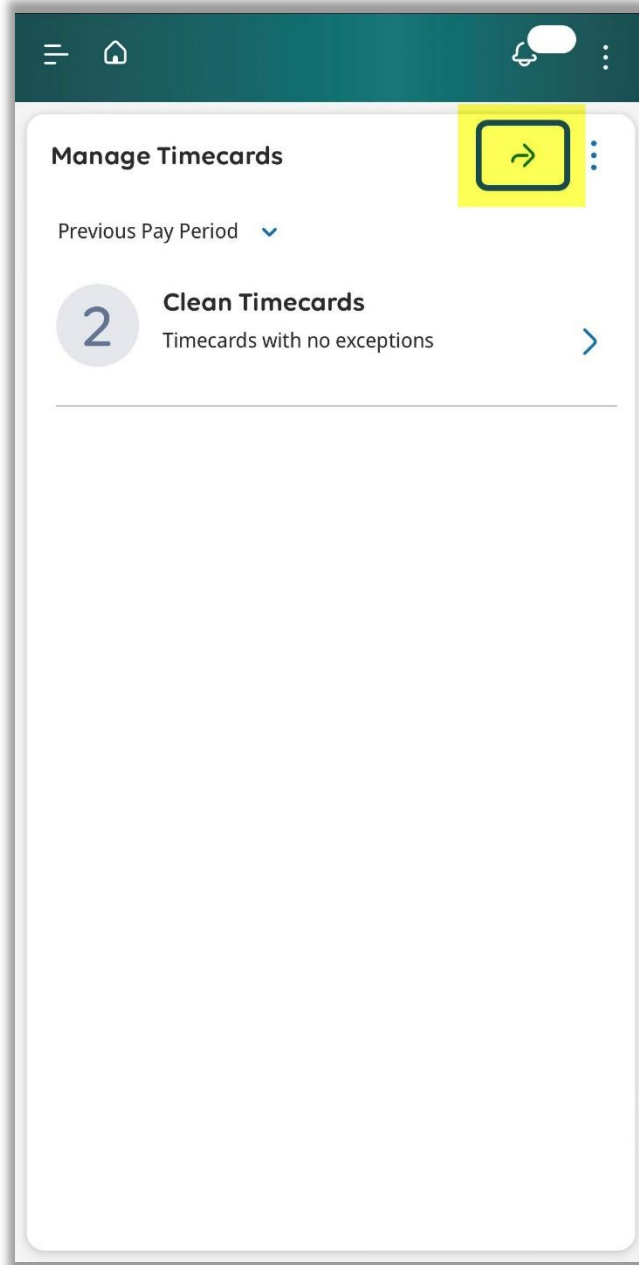 Manage Timecards
Previous Pay Period
2
Clean Timecards
Timecards with no exceptions